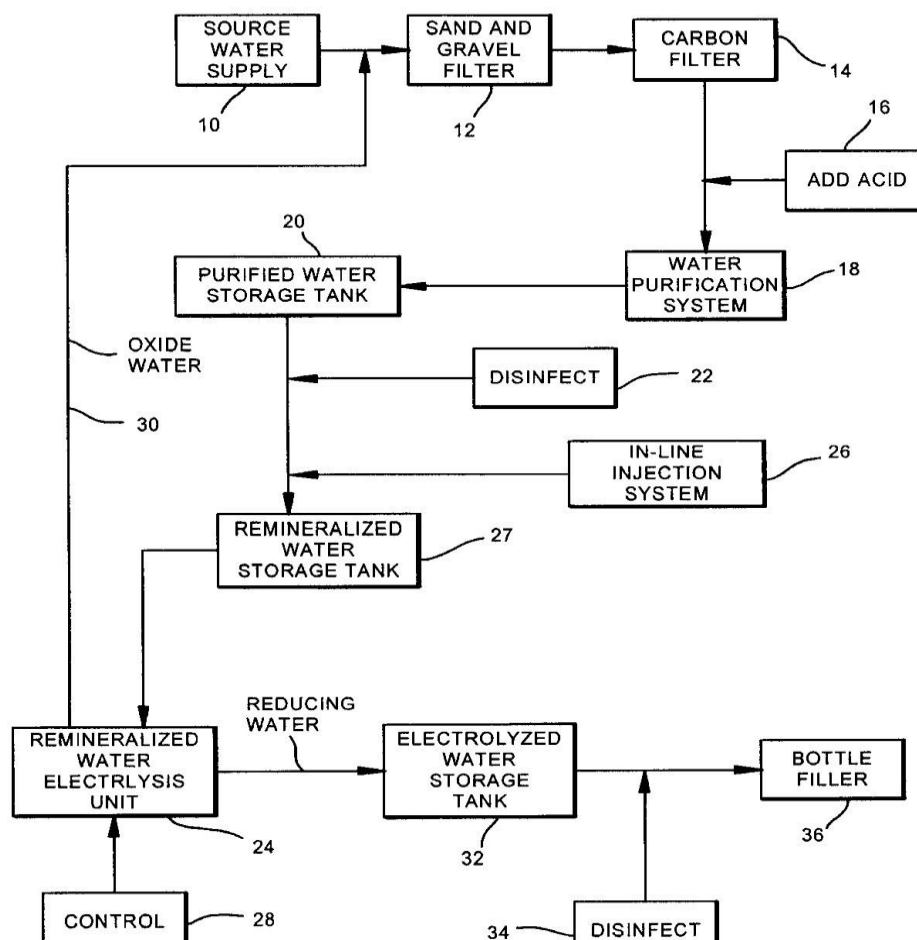 SOURCE
WATER
SUPPLY
10
SAND AND
GRAVEL
FILTER
12
CARBON
FILTER
14
16
ADD ACID
20
PURIFIED WATER
STORAGE TANK
WATER
PURIFICATION
SYSTEM
18
OXIDE
WATER
30
DISINFECT
22
IN-LINE
INJECTION
SYSTEM
26
REMINERALIZED
WATER
STORAGE TANK
27
REMINERALIZED
WATER
ELECTRLYSIS
UNIT
24
REDUCING
WATER
ELECTROLYZED
WATER
STORAGE
TANK
32
BOTTLE
FILLER
36
CONTROL
28
34
DISINFECT